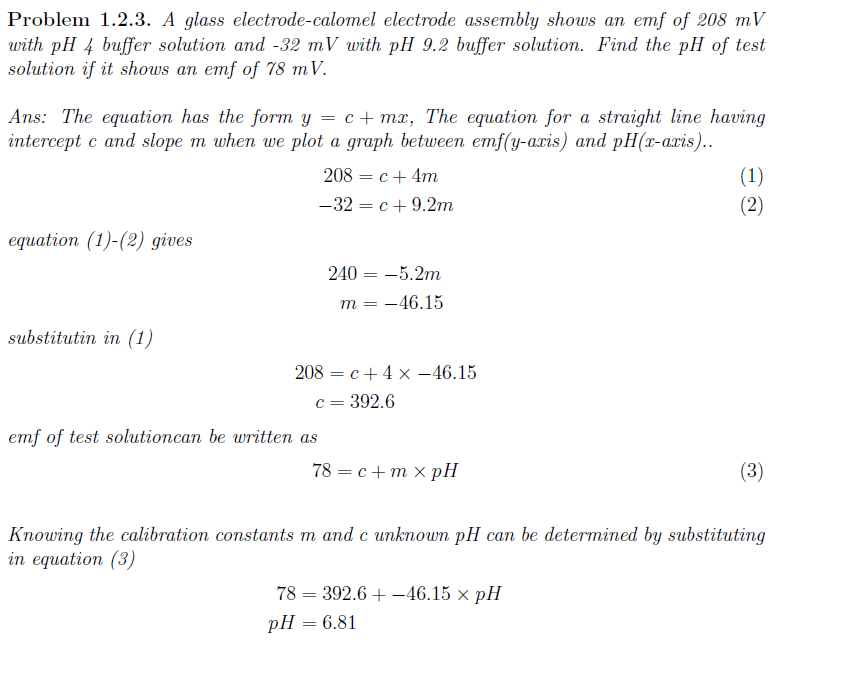 Problem 1.2.3. A glass electrode-calomel electrode assembly shows an emf of 208 mV
with pH 4 buffer solution and -32 mV with pH 9.2 buffer solution. Find the pH of test
solution if it shows an emf of 78 mV.
Ans: The equation has the form y = c + mx, The equation for a straight line having
intercept c and slope m when we plot a graph between emf(y-axis) and pH(x-axis)..
208 = c + 4m (1)
−32 = c + 9.2m (2)
equation (1)-(2) gives
240 = −5.2m
m = −46.15
substitutin in (1)
208 = c + 4 × −46.15
c = 392.6
emf of test solutioncan be written as
78 = c + m × pH (3)
Knowing the calibration constants m and c unknown pH can be determined by substituting
in equation (3)
78 = 392.6 + −46.15 × pH
pH = 6.81